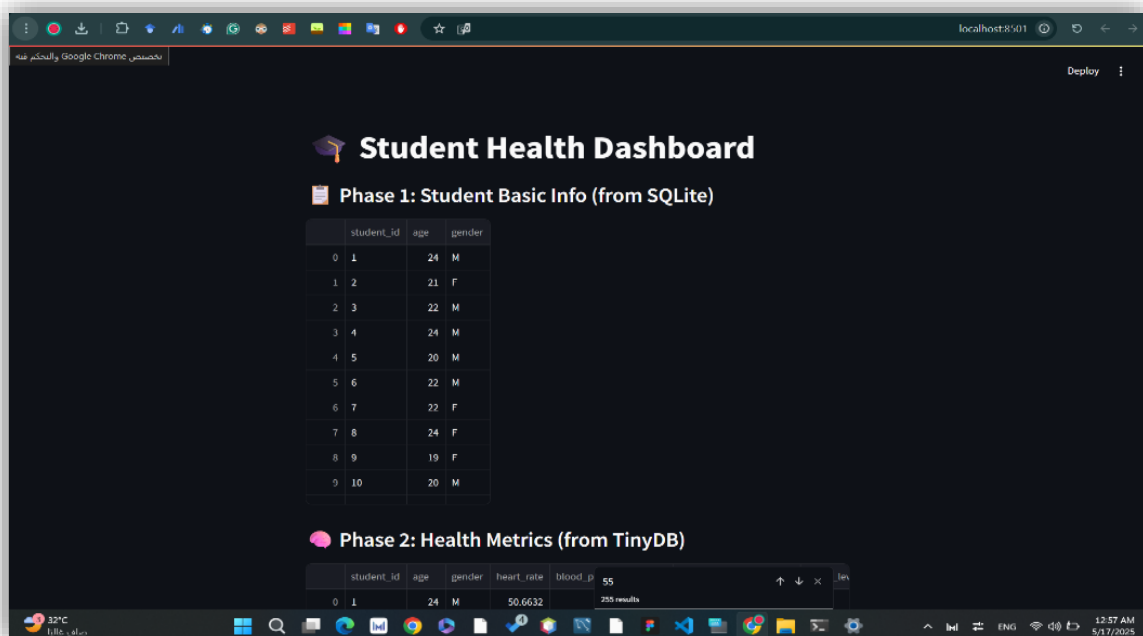 localhost:8501
تخصيص Google Chrome والتحكم فيه
Deploy
Student Health Dashboard
Phase 1: Student Basic Info (from SQLite)
student_id age gender
0 1 24 M
1 2 21 F
2 3 22 M
3 4 24 M
4 5 20 M
5 6 22 M
6 7 22 F
7 8 24 F
8 9 19 F
9 10 20 M
Phase 2: Health Metrics (from TinyDB)
student_id age gender heart_rate blood_p
0 1 24 M 50.6632
55
255 results
32°C
ENG
12:57 AM
5/17/2025